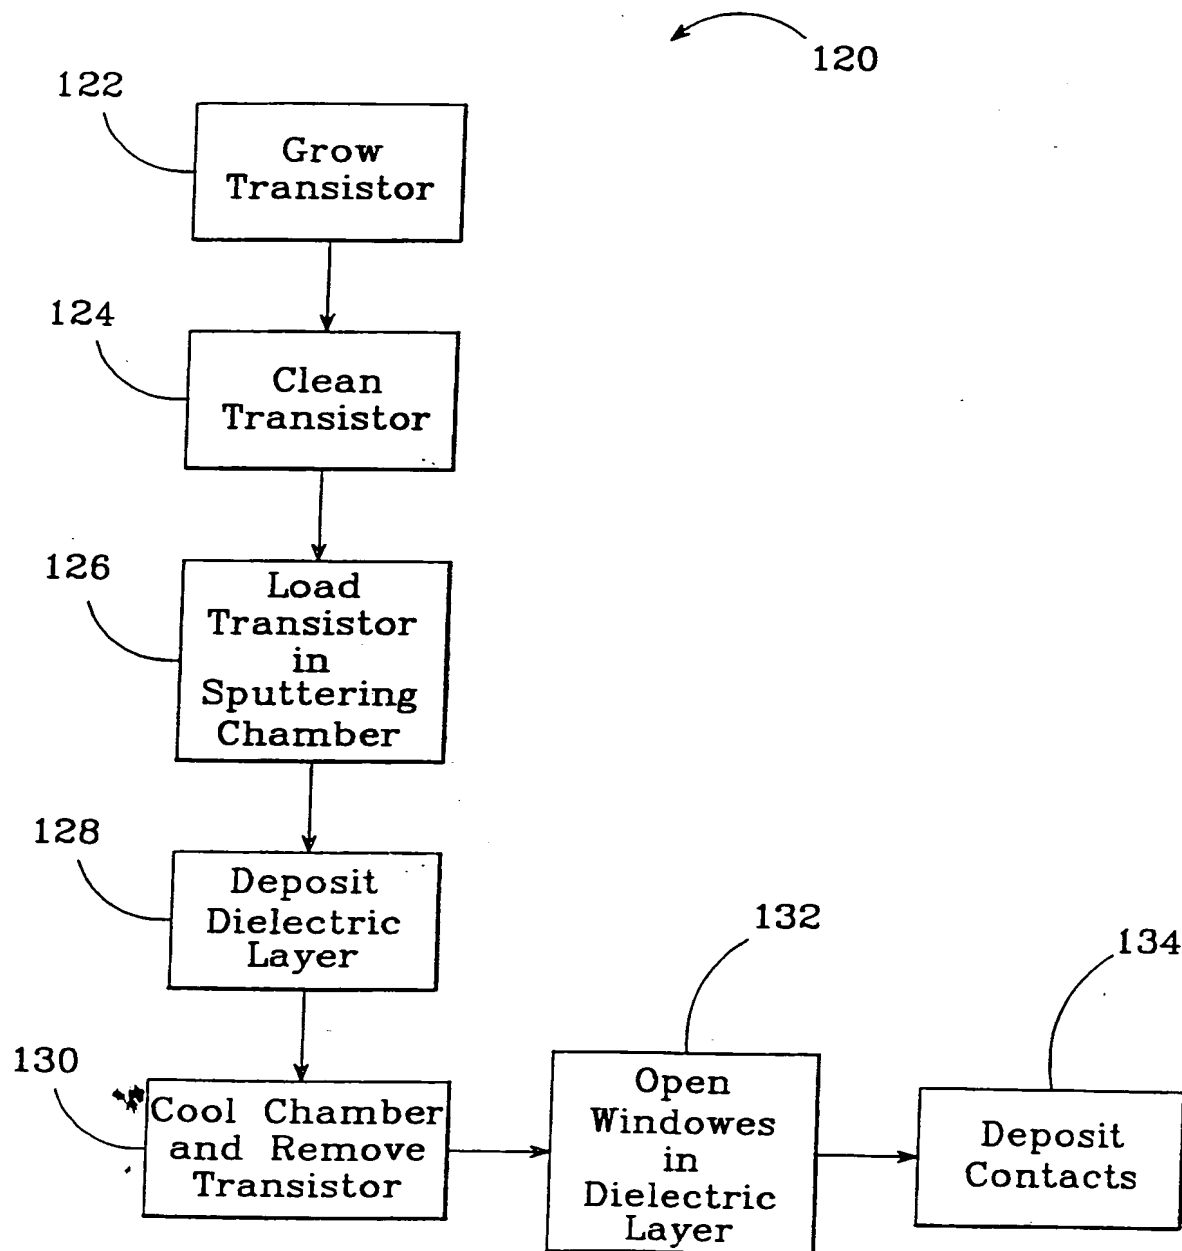 120
122
Grow
Transistor
124
Clean
Transistor
126
Load
Transistor
in
Sputtering
Chamber
128
Deposit
Dielectric
Layer
130
Cool Chamber
and Remove
Transistor
132
Open
Windowes
in
Dielectric
Layer
134
Deposit
Contacts